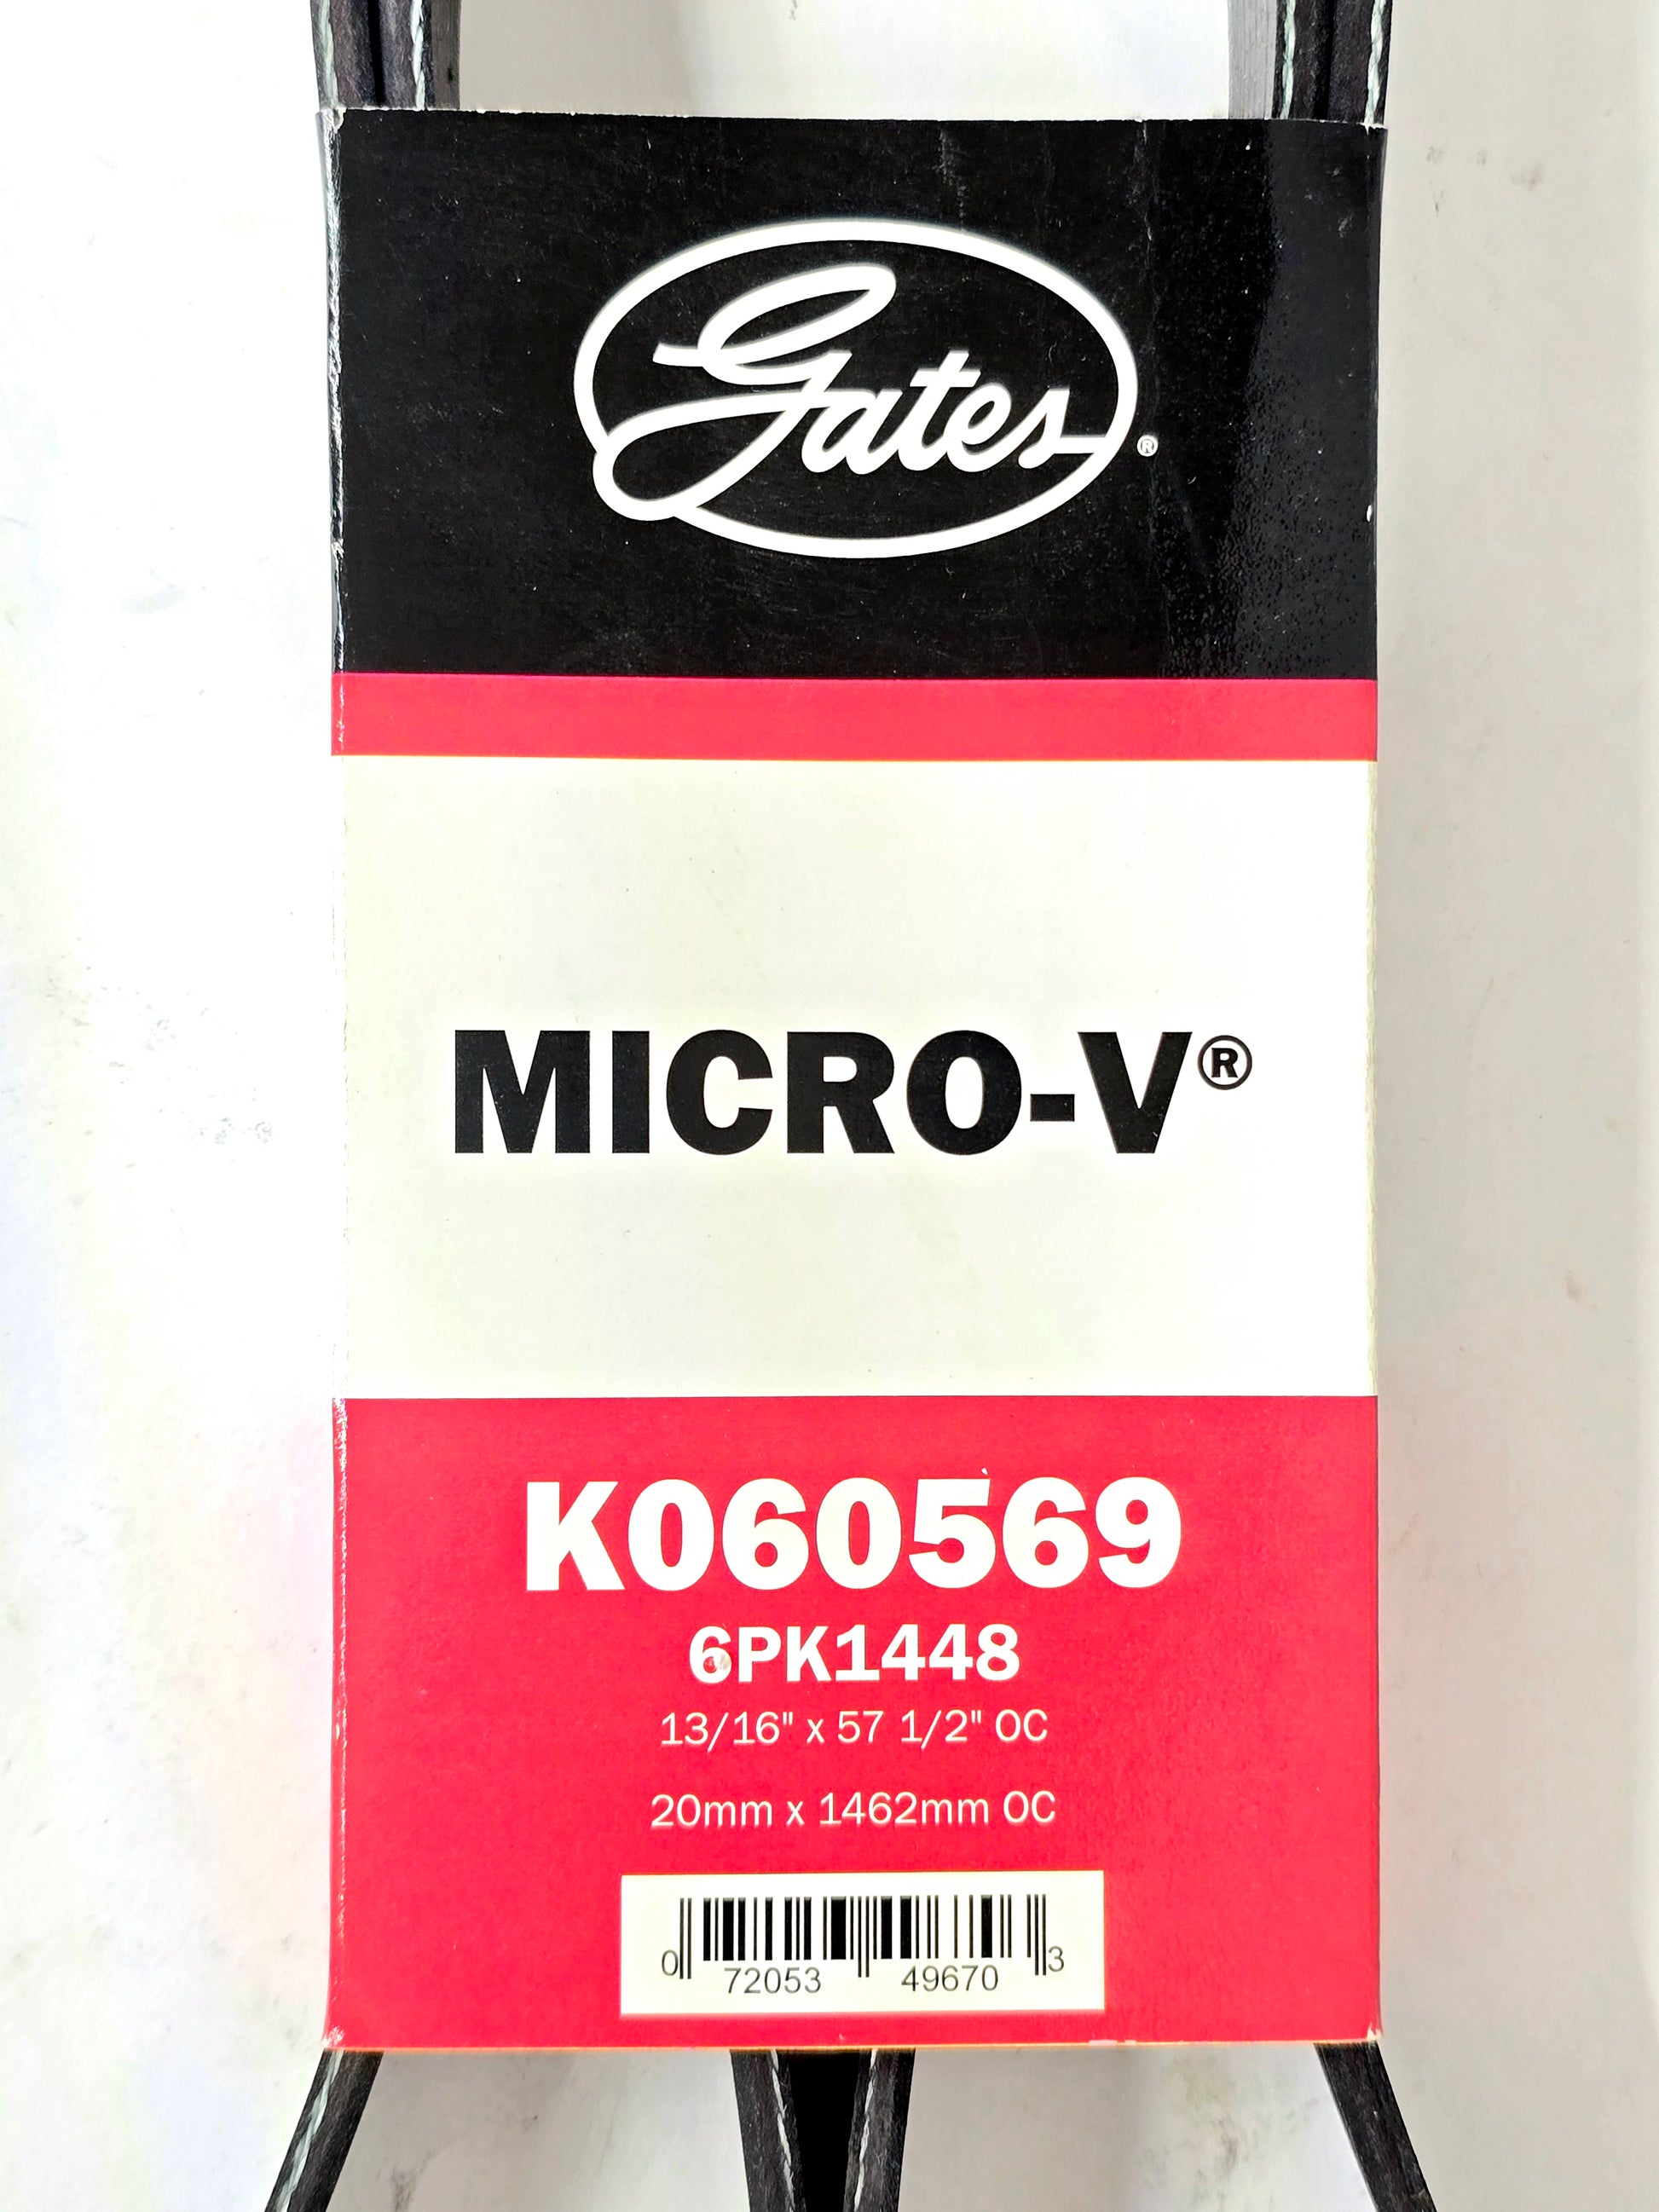 Gates®
MICRO-V®
K060569
6PK1448
13/16" x 57 1/2" OC
20mm x 1462mm OC
0 72053 49670 3